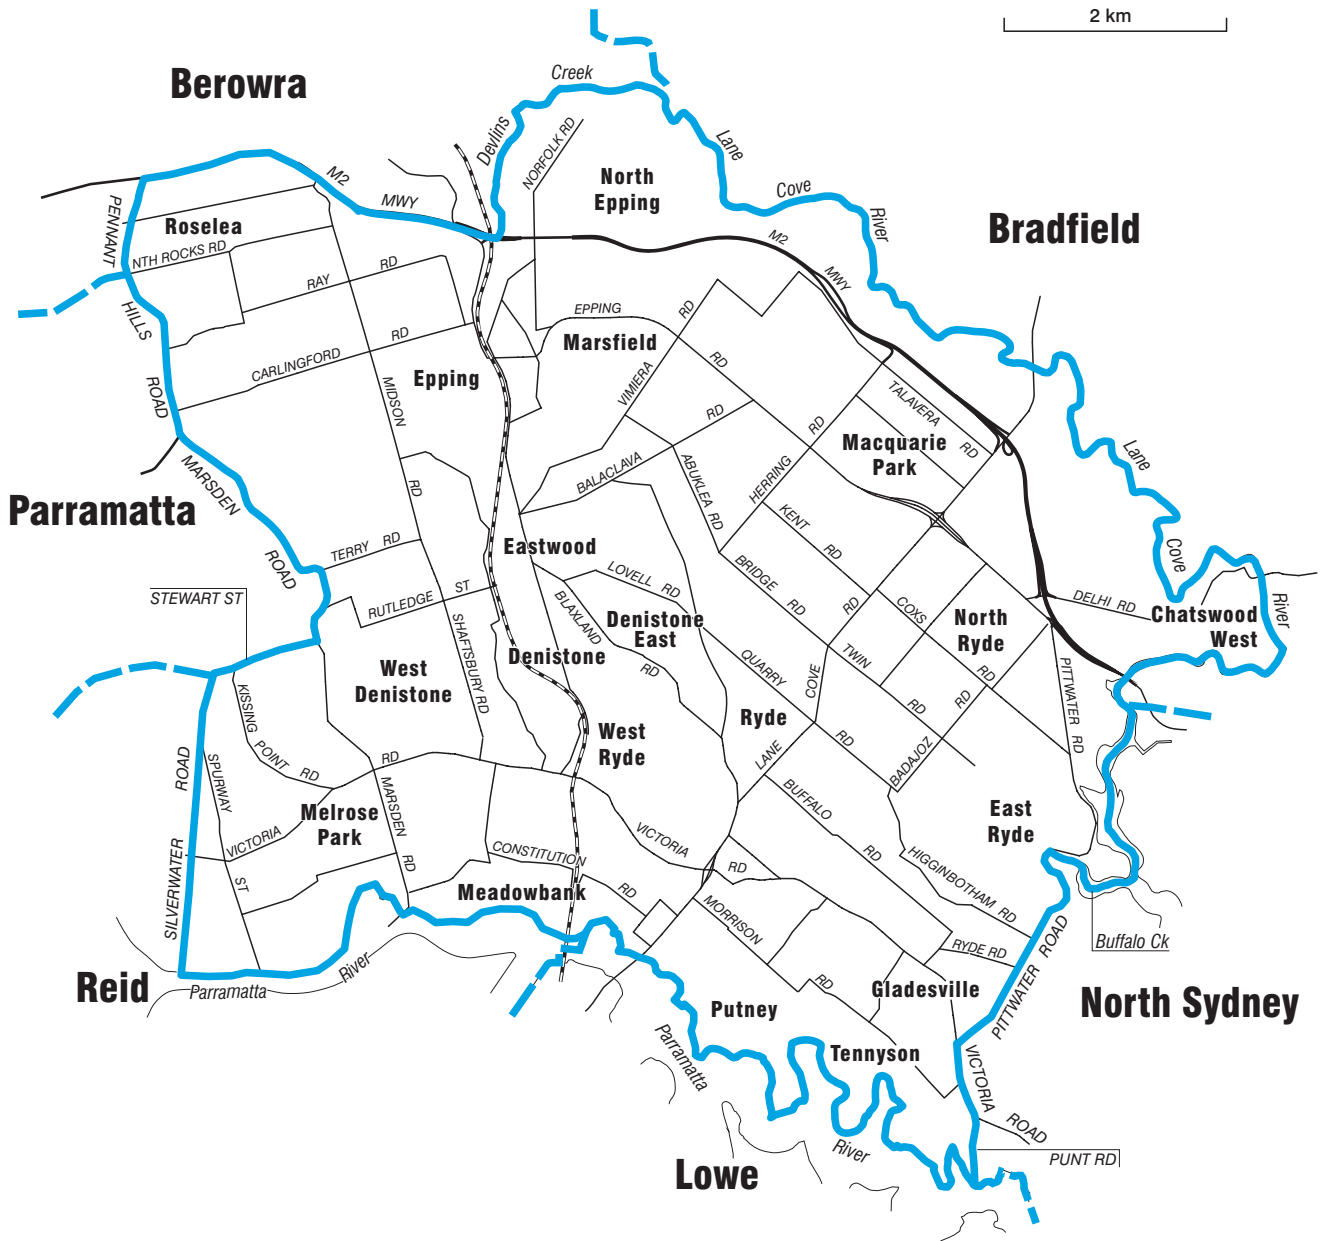 2 km
Berowra
Creek
Devlins
NORFOLK RD
Lane
M2
MWY
North
Epping
Cove
River
Bradfield
PENNANT
Roselea
NTH ROCKS RD
RAY
RD
M2
MWY
HILLS
EPPING
RD
Marsfield
CARLINGFORD
RD
Epping
VIMIERA
RD
ROAD
MIDSON
TALAVERA
RD
RD
RD
Macquarie
Park
Lane
MARSDEN
BALACLAVA
ABUKLEA RD
HERRING
Parramatta
RD
KENT
RD
ROAD
TERRY RD
Eastwood
Cove
BRIDGE
RD
STEWART ST
RUTLEDGE
ST
LOVELL RD
BLAXLAND
RD
Denistone
East
RD
COXS
RD
North
Ryde
DELHI RD
Chatswood
West
River
SHAFTSBURY RD
Denistone
West
Denistone
QUARRY
RD
COVE
TWIN
RD
PITTWATER RD
KISSING
POINT
RD
RD
West
Ryde
Ryde
LANE
BADAJOZ
RD
ROAD
SPURWAY
ST
MARSDEN
RD
Melrose
Park
BUFFALO
RD
East
Ryde
VICTORIA
VICTORIA
RD
SILVERWATER
CONSTITUTION
RD
HIGGINBOTHAM RD
Meadowbank
MORRISON
RD
RYDE RD
PITTWATER ROAD
Buffalo Ck
Reid
Parramatta
River
Gladesville
North Sydney
Putney
Tennyson
Parramatta
River
VICTORIA
ROAD
PUNT RD
Lowe